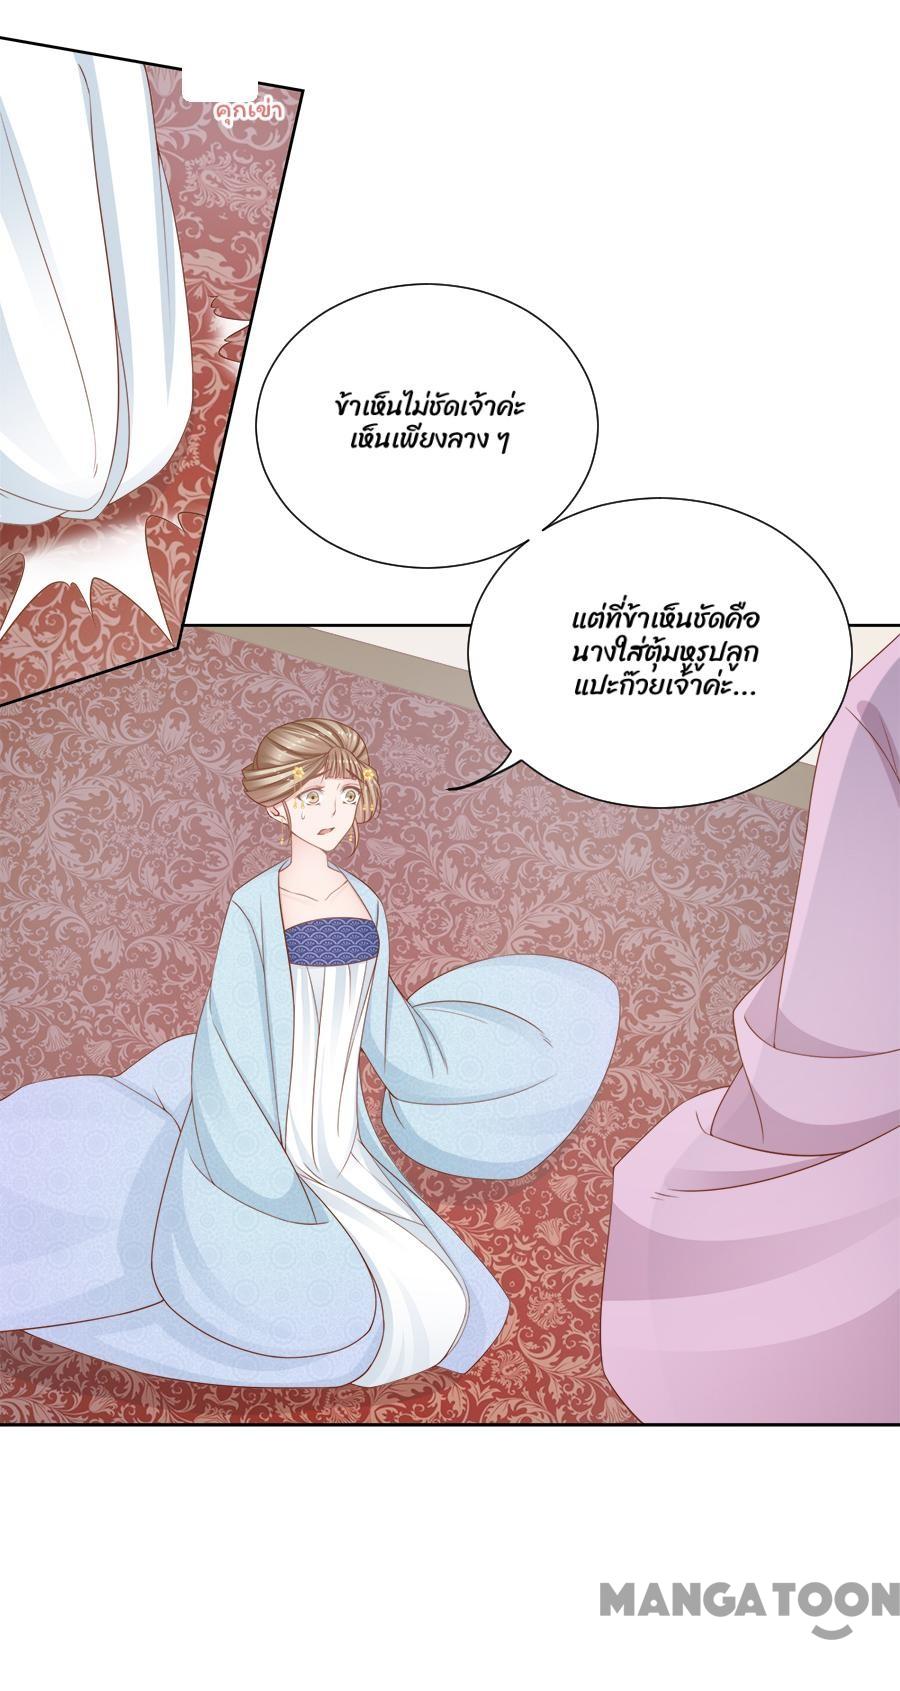 คุกเข่า
ข้าเห็นไม่ชัดเจ้าค่ะ
เห็นเพียงลาง ๆ
แต่ที่ข้าเห็นชัดคือ
นางใส่ตุ้มหูรูปลูก
แปะก๊วยเจ้าค่ะ...
MANGATOON